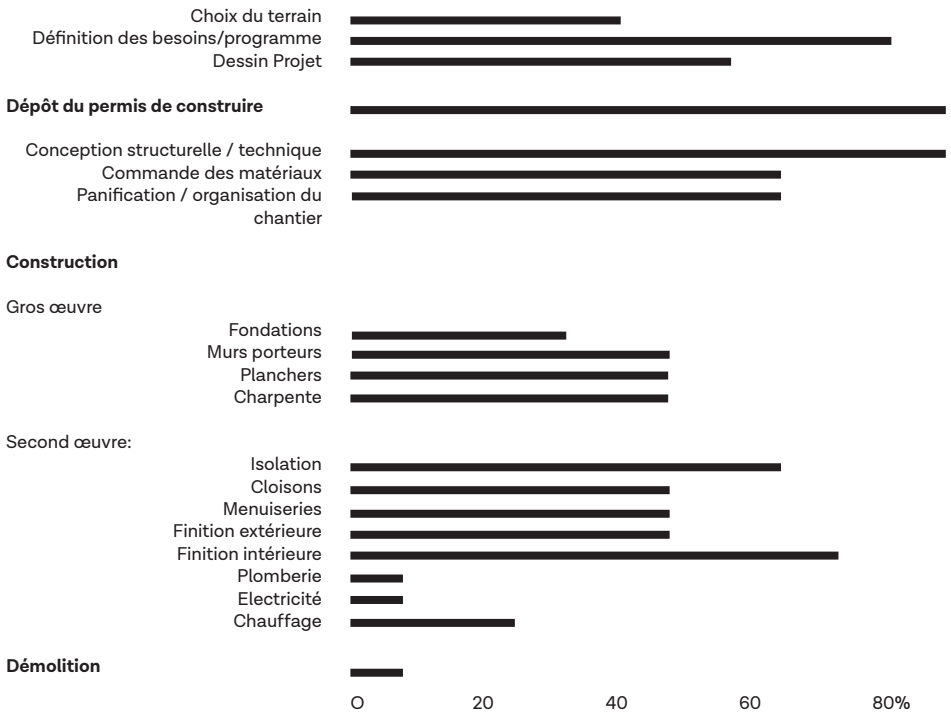 Choix du terrain
Définition des besoins/programme
Dessin Projet
Dépôt du permis de construire
Conception structurelle / technique
Commande des matériaux
Panification / organisation du
chantier
Construction
Gros œuvre
Fondations
Murs porteurs
Planchers
Charpente
Second œuvre:
Isolation
Cloisons
Menuiseries
Finition extérieure
Finition intérieure
Plomberie
Electricité
Chauffage
Démolition
O 20 40 60 80%